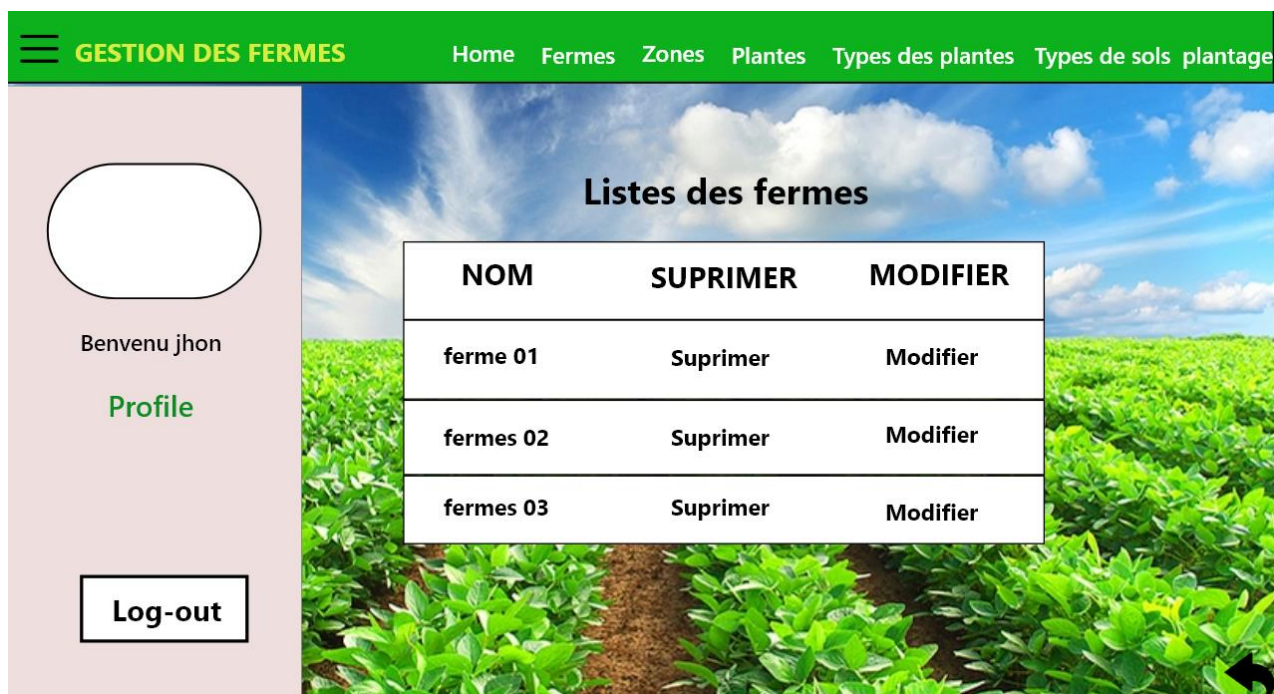 GESTION DES FERMES Home Fermes Zones Plantes Types des plantes Types de sols plantage
Listes des fermes
NOM SUPRIMER MODIFIER
ferme 01 Suprimer Modifier
fermes 02 Suprimer Modifier
fermes 03 Suprimer Modifier
Benvenu jhon
Profile
Log-out